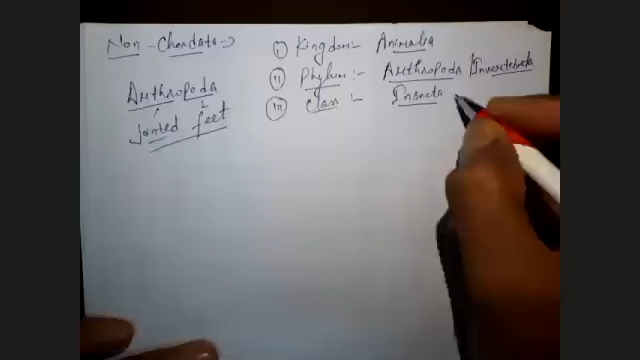 Non-Chordata →
Arthropoda
Jointed feet
(i) Kingdom:- Animalia
(ii) Phylum :- Arthropoda / Invertebrata
(iii) Class :- Insecta